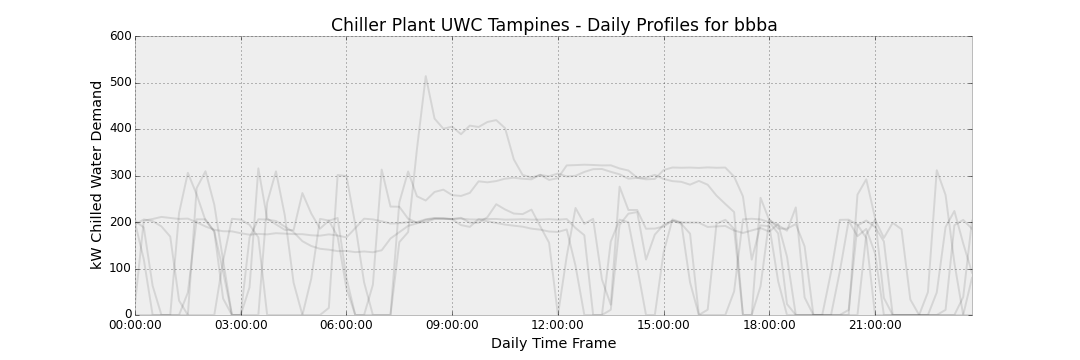 Chiller Plant UWC Tampines - Daily Profiles for bbba
kW Chilled Water Demand
600
500
400
300
200
100
0
00:00:00 03:00:00 06:00:00 09:00:00 12:00:00 15:00:00 18:00:00 21:00:00
Daily Time Frame